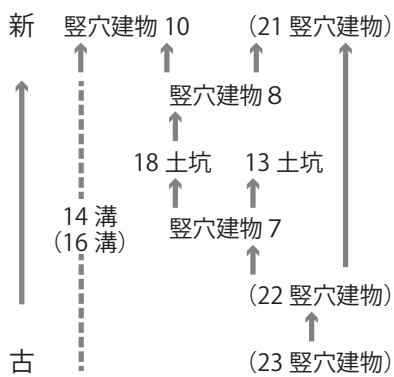 新 竪穴建物 10 （21 竪穴建物）
竪穴建物 8
18 土坑 13 土坑
14 溝
（16 溝）
竪穴建物 7
（22 竪穴建物）
古 （23 竪穴建物）